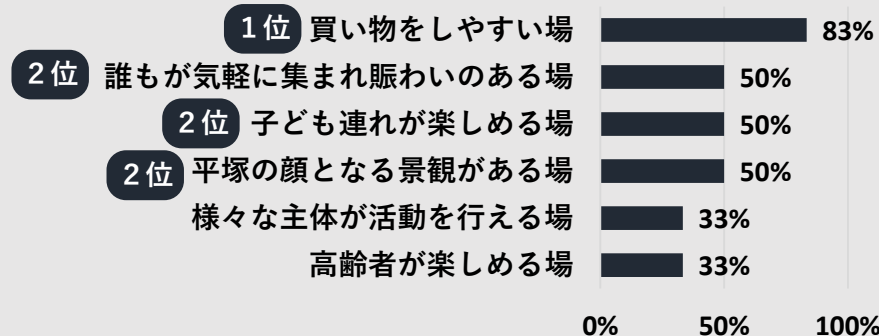 １位 買い物をしやすい場 83%
２位 誰もが気軽に集まれ賑わいのある場 50%
２位 子ども連れが楽しめる場 50%
２位 平塚の顔となる景観がある場 50%
様々な主体が活動を行える場 33%
高齢者が楽しめる場 33%
0% 50% 100%